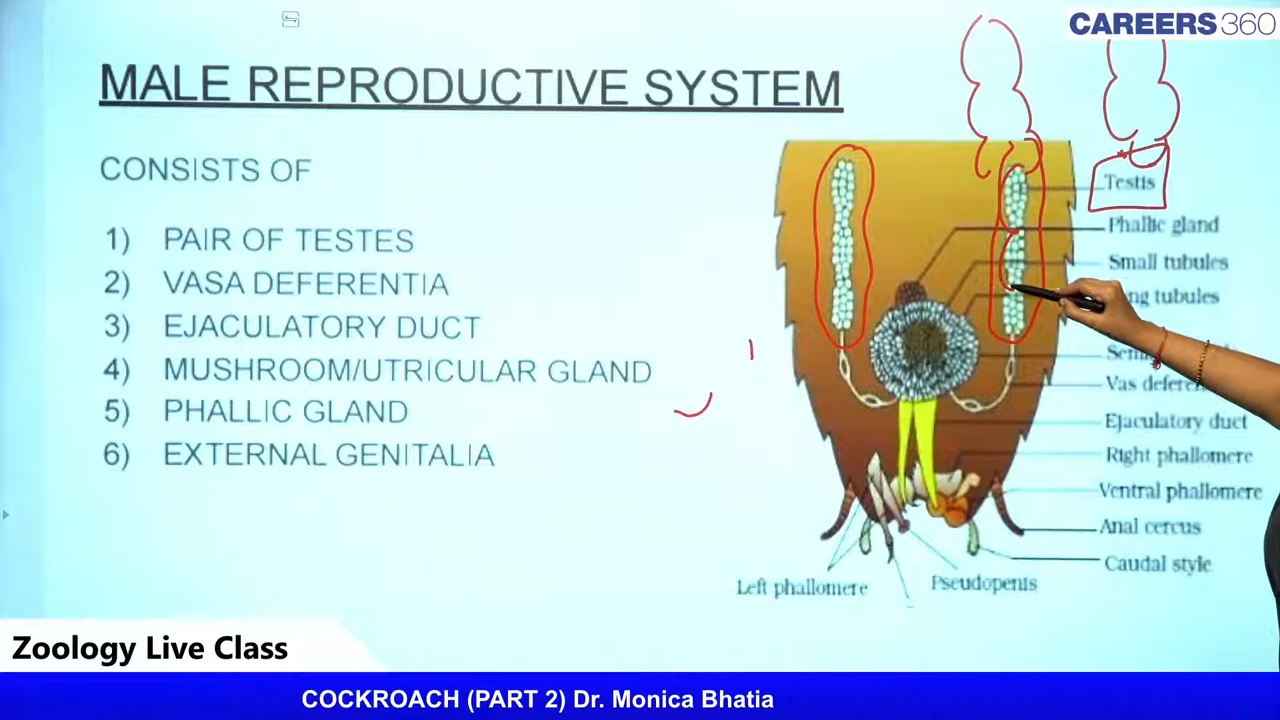 CAREERS360
MALE REPRODUCTIVE SYSTEM
CONSISTS OF
1) PAIR OF TESTES
2) VASA DEFERENTIA
3) EJACULATORY DUCT
4) MUSHROOM/UTRICULAR GLAND
5) PHALLIC GLAND
6) EXTERNAL GENITALIA
Testis
Phallic gland
Small tubules
tubules
Vas
Ejaculatory duct
Right phallomere
Ventral phallomere
Anal cercus
Caudal style
Left phallomere
Pseudopenis
Zoology Live Class
COCKROACH (PART 2) Dr. Monica Bhatia